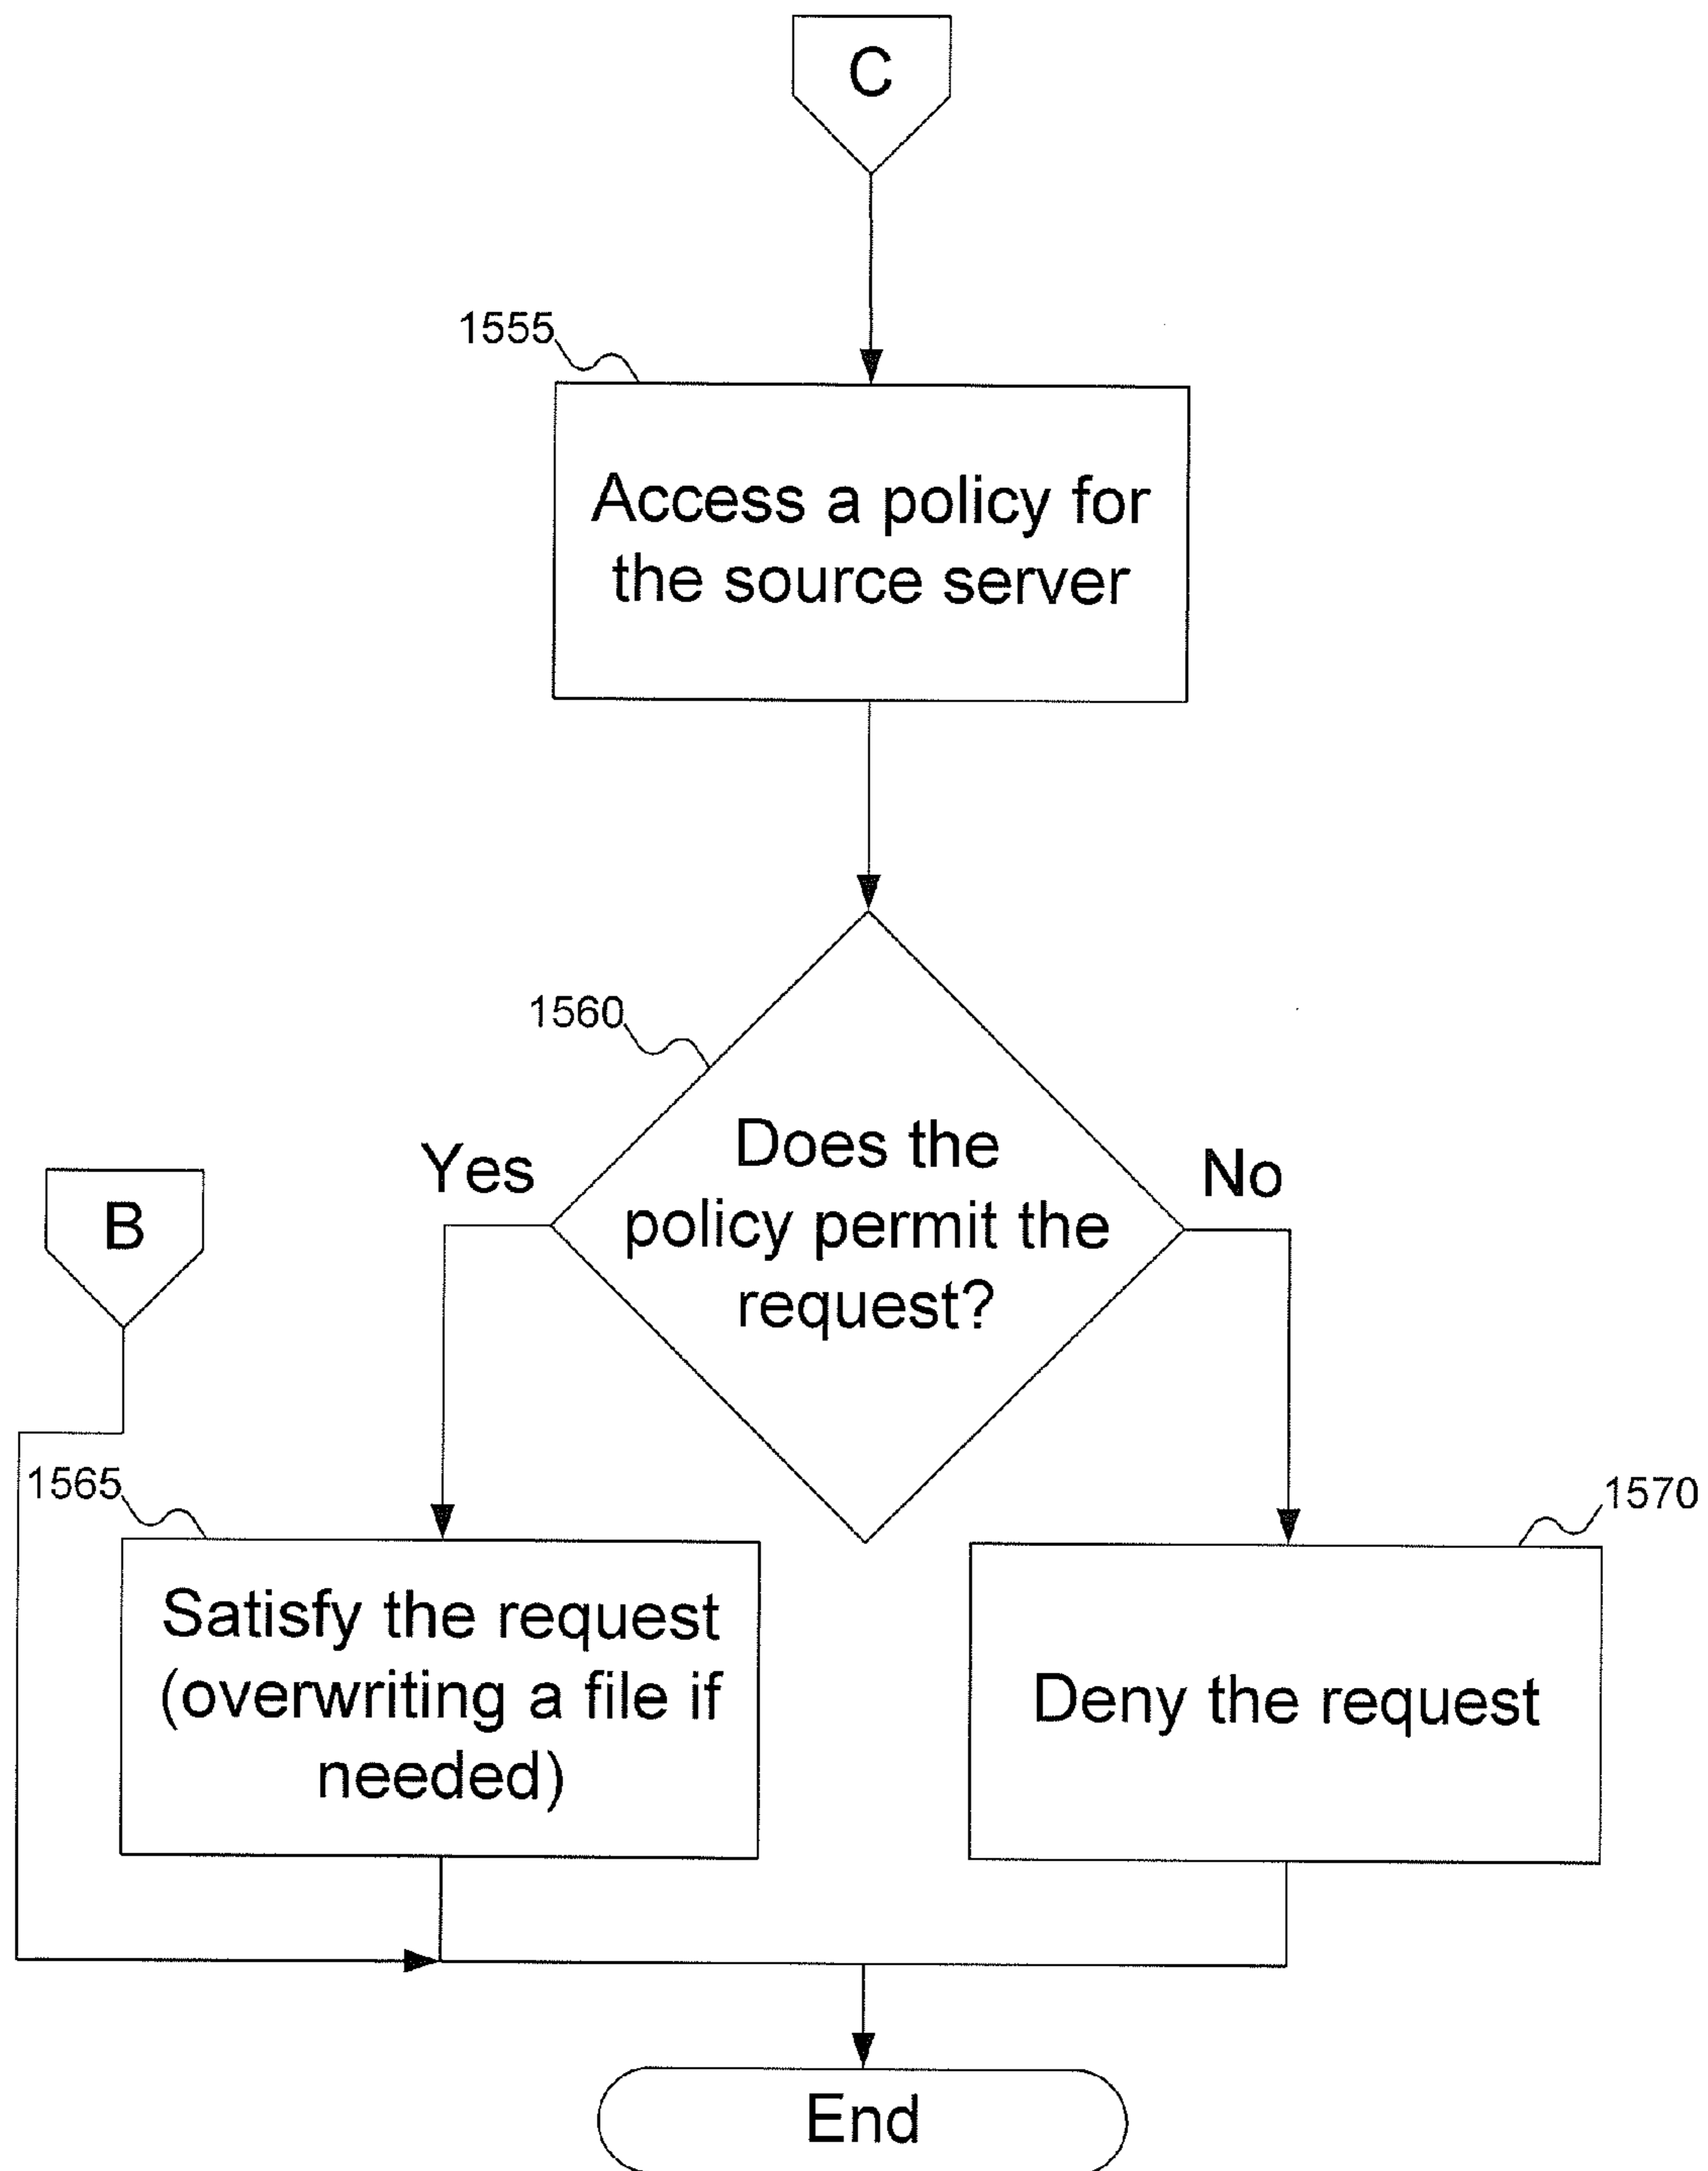 C
1555
Access a policy for
the source server
1560
Does the
policy permit the
request?
Yes
No
B
1565
Satisfy the request
(overwriting a file if
needed)
1570
Deny the request
End